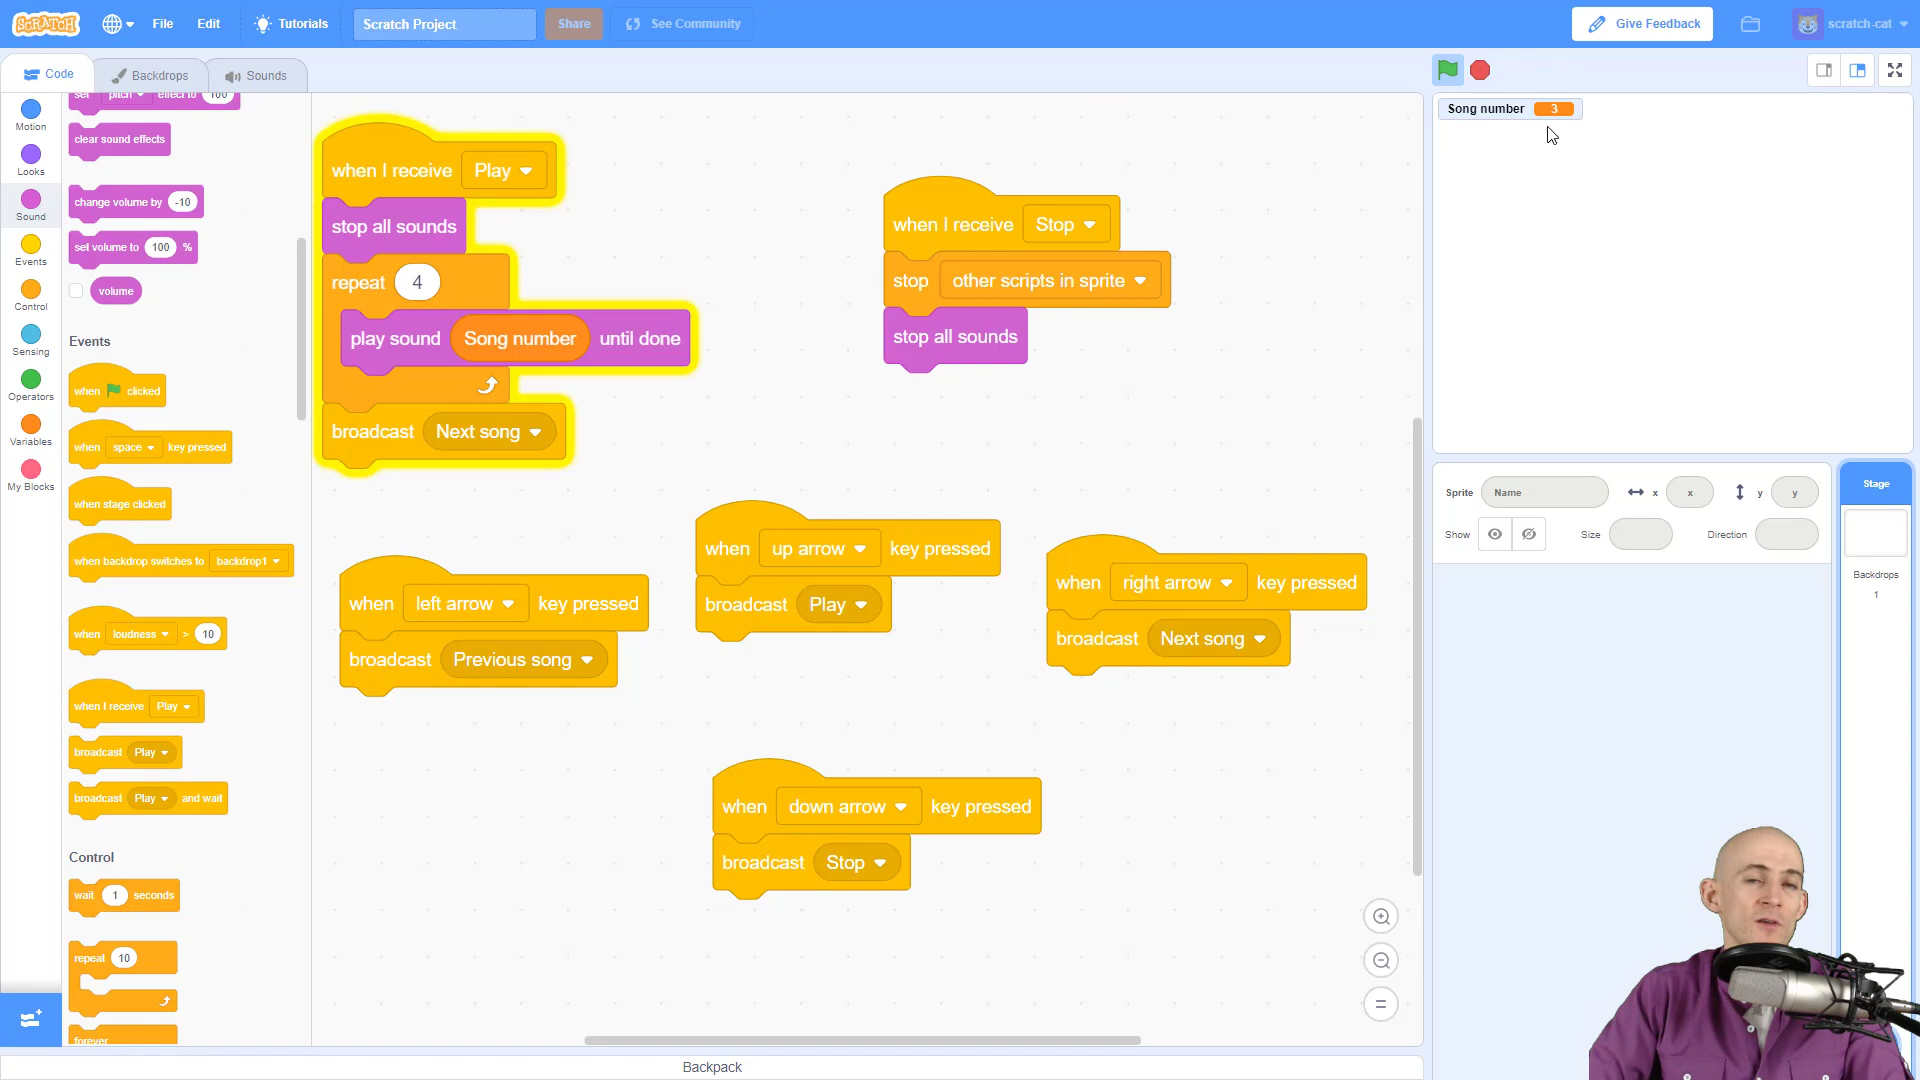 SCRATCH
File
Edit
Tutorials
Scratch Project
Share
See Community
Give Feedback
scratch-cat
Code
Backdrops
Sounds
Motion
Looks
Sound
Events
Control
Sensing
Operators
Variables
My Blocks
set pitch effect to 100
clear sound effects
change volume by -10
set volume to 100 %
volume
Events
when clicked
when space key pressed
when stage clicked
when backdrop switches to backdrop1
when loudness > 10
when I receive Play
broadcast Play
broadcast Play and wait
Control
wait 1 seconds
repeat 10
forever
when I receive Play
stop all sounds
repeat 4
play sound Song number until done
broadcast Next song
when I receive Stop
stop other scripts in sprite
stop all sounds
when left arrow key pressed
broadcast Previous song
when up arrow key pressed
broadcast Play
when right arrow key pressed
broadcast Next song
when down arrow key pressed
broadcast Stop
Backpack
Song number 3
Sprite Name x x y y
Show Size Direction
Stage
Backdrops
1